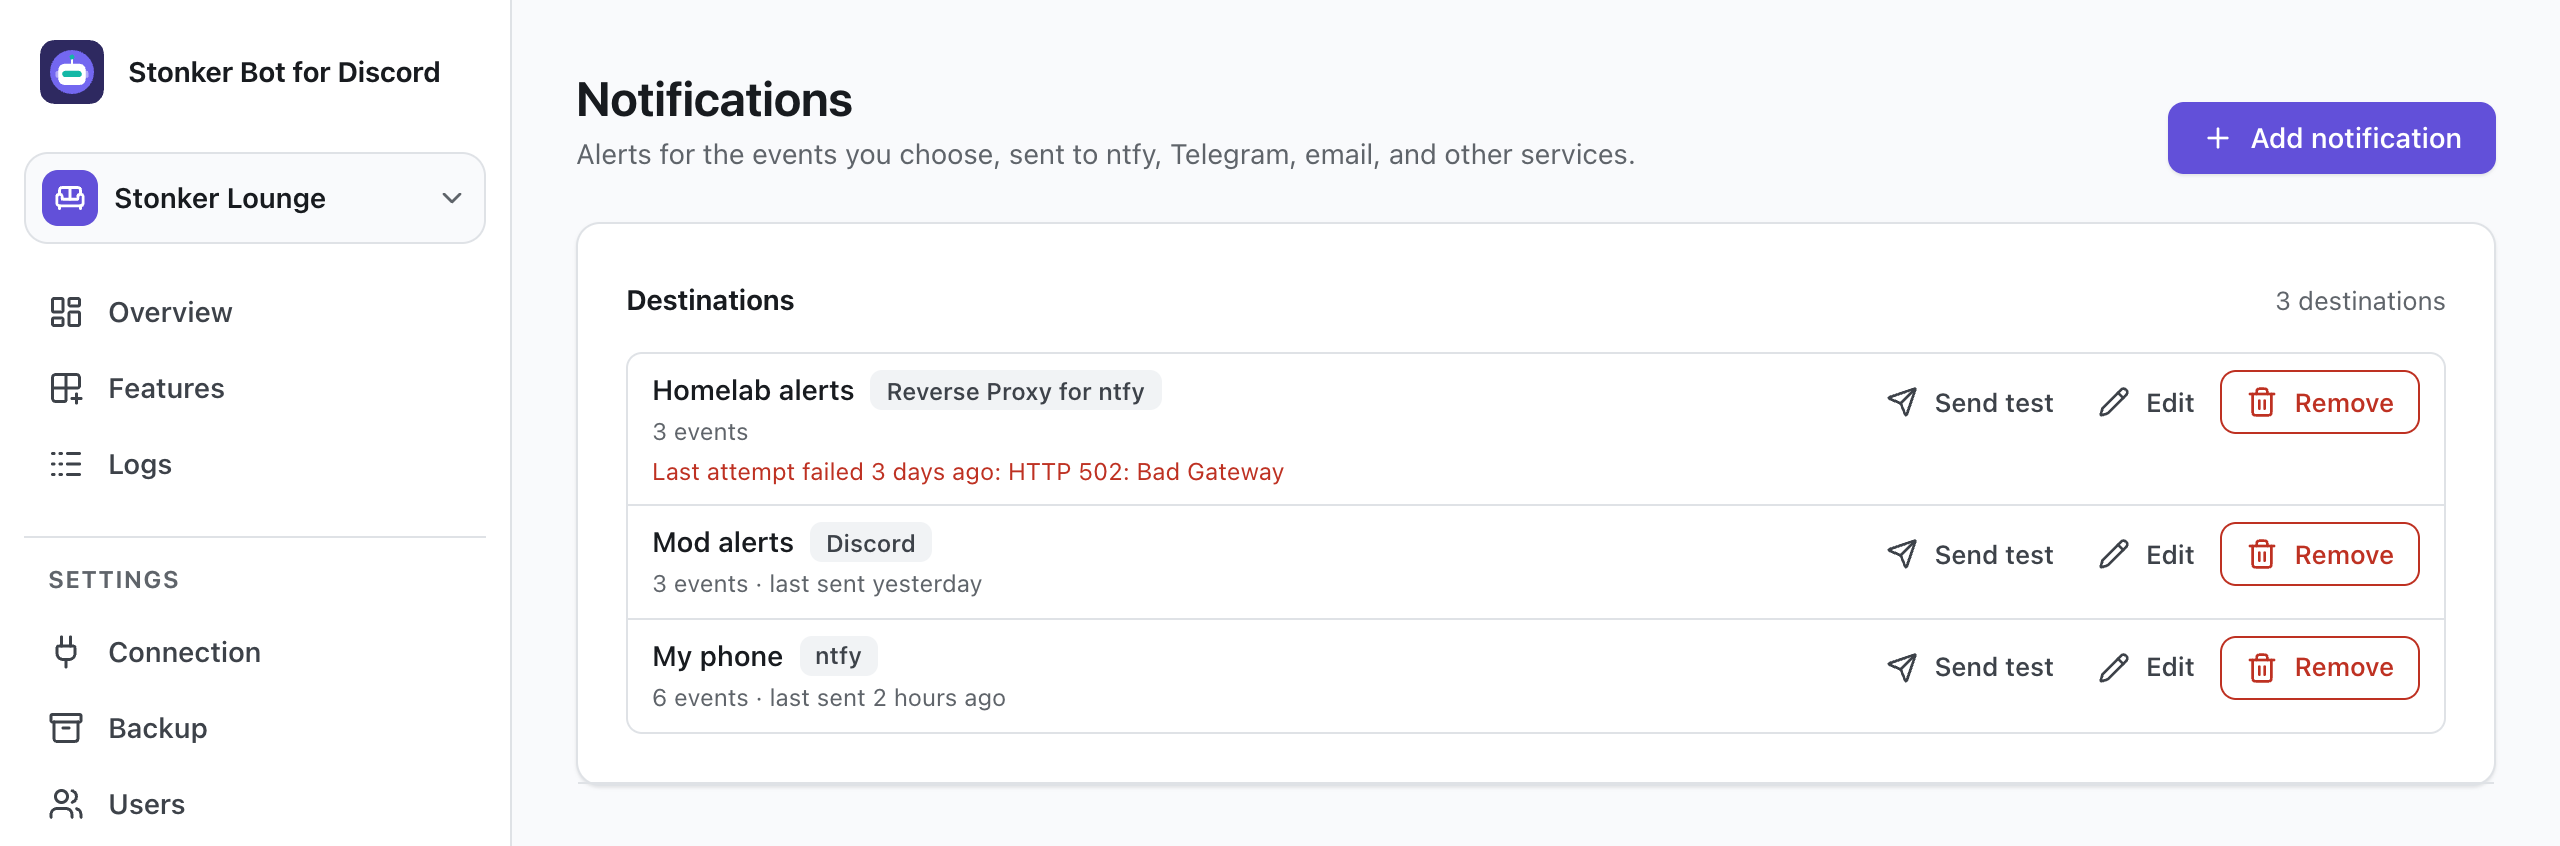 Stonker Bot for Discord
Stonker Lounge
Overview
Features
Logs
SETTINGS
Connection
Backup
Users
Notifications
Alerts for the events you choose, sent to ntfy, Telegram, email, and other services.
Add notification
Destinations
3 destinations
Homelab alerts Reverse Proxy for ntfy
3 events
Last attempt failed 3 days ago: HTTP 502: Bad Gateway
Send test Edit Remove
Mod alerts Discord
3 events · last sent yesterday
Send test Edit Remove
My phone ntfy
6 events · last sent 2 hours ago
Send test Edit Remove